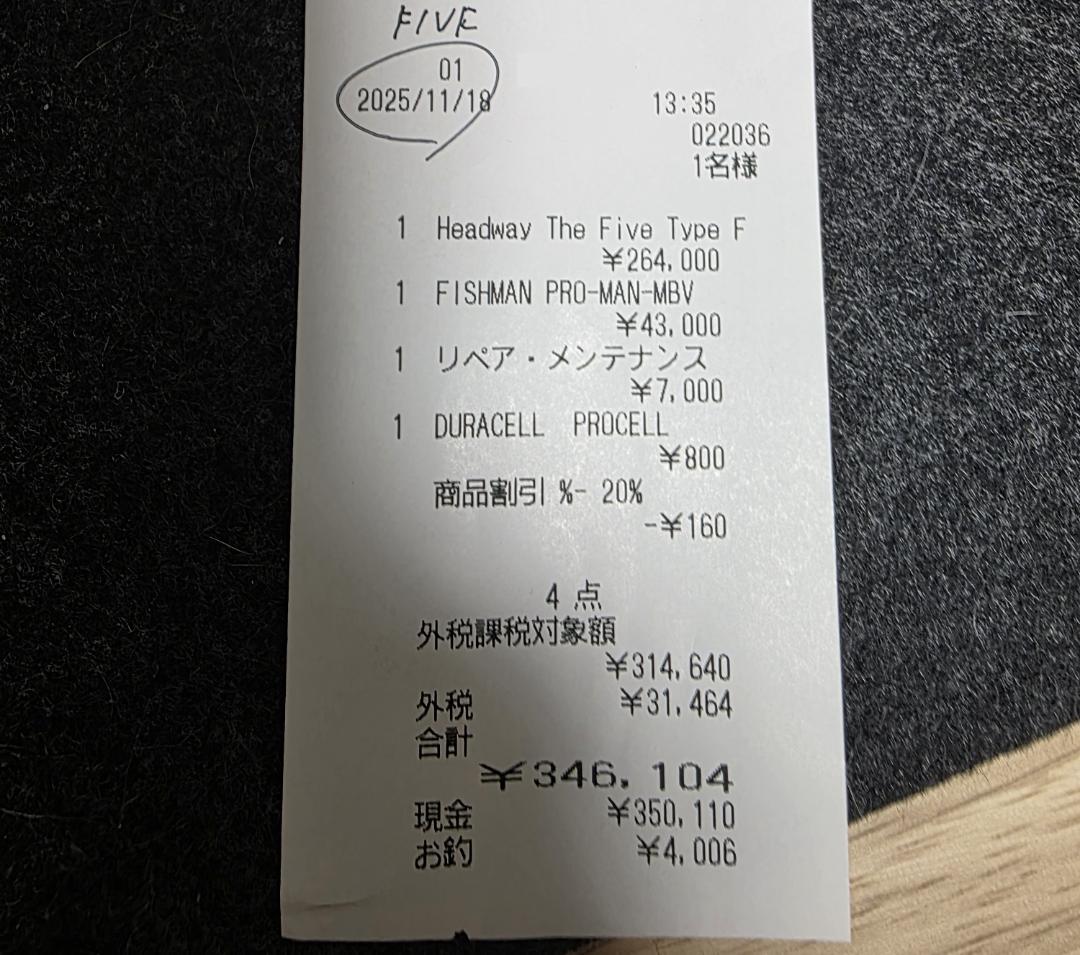 FIVE
01
2025/11/18 13:35
022036
1名様
1 Headway The Five Type F
¥264,000
1 FISHMAN PRO-MAN-MBV
¥43,000
1 リペア・メンテナンス
¥7,000
1 DURACELL PROCELL
¥800
商品割引 %- 20%
-¥160
4 点
外税課税対象額
¥314,640
外税 ¥31,464
合計
¥346,104
現金 ¥350,110
お釣 ¥4,006